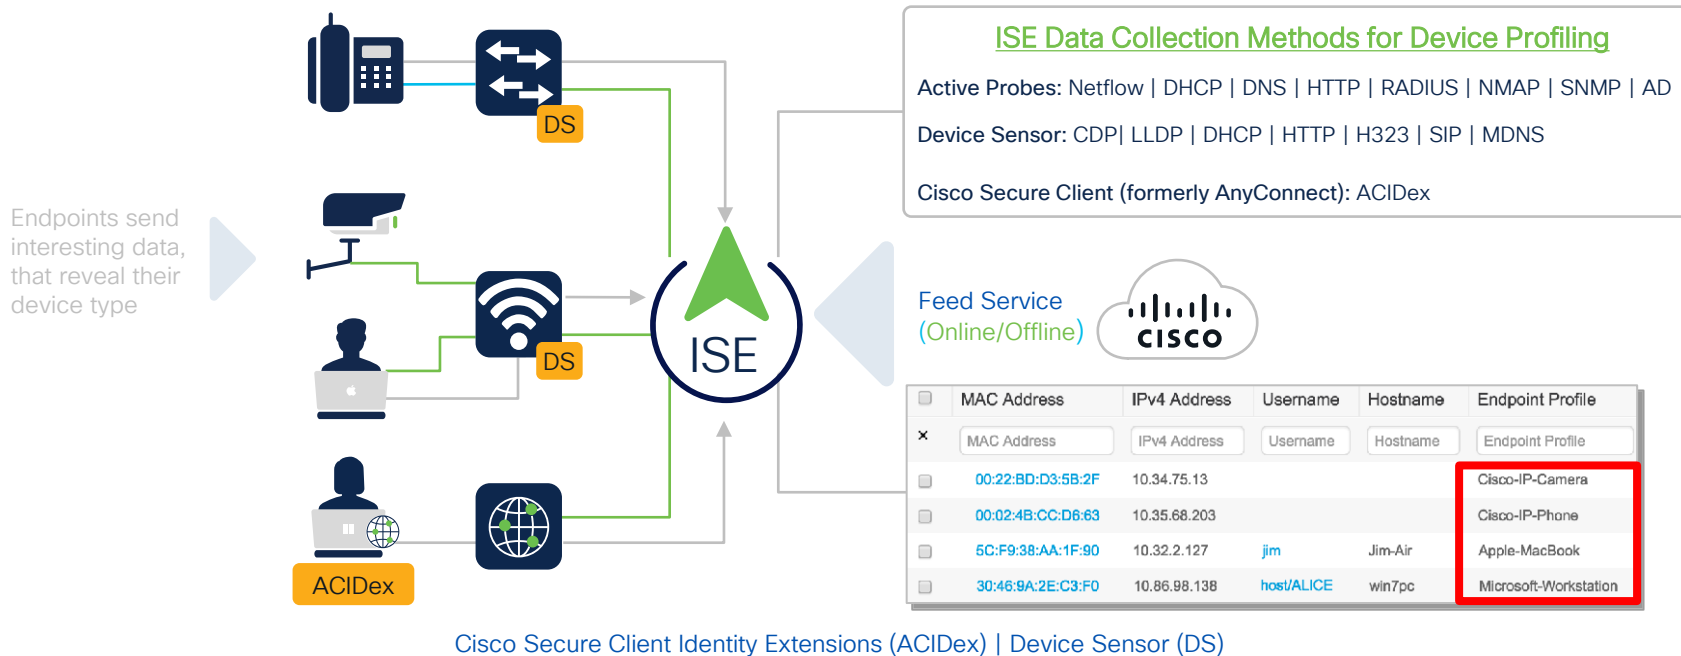 ISE Data Collection Methods for Device Profiling
Active Probes: Netflow | DHCP | DNS | HTTP | RADIUS | NMAP | SNMP | AD
Device Sensor: CDP| LLDP | DHCP | HTTP | H323 | SIP | MDNS
Cisco Secure Client (formerly AnyConnect): ACIDex
DS
Endpoints send
interesting data,
that reveal their
device type
DS
ISE
ACIDex
Feed Service
(Online/Offline)
CISCO
MAC Address IPv4 Address Username Hostname Endpoint Profile
× MAC Address IPv4 Address Username Hostname Endpoint Profile
00:22:BD:D3:5B:2F 10.34.75.13 Cisco-IP-Camera
00:02:4B:CC:D6:63 10.35.68.203 Cisco-IP-Phone
5C:F9:38:AA:1F:90 10.32.2.127 jim Jim-Air Apple-MacBook
30:46:9A:2E:C3:F0 10.86.98.138 host/ALICE win7pc Microsoft-Workstation
Cisco Secure Client Identity Extensions (ACIDex) | Device Sensor (DS)